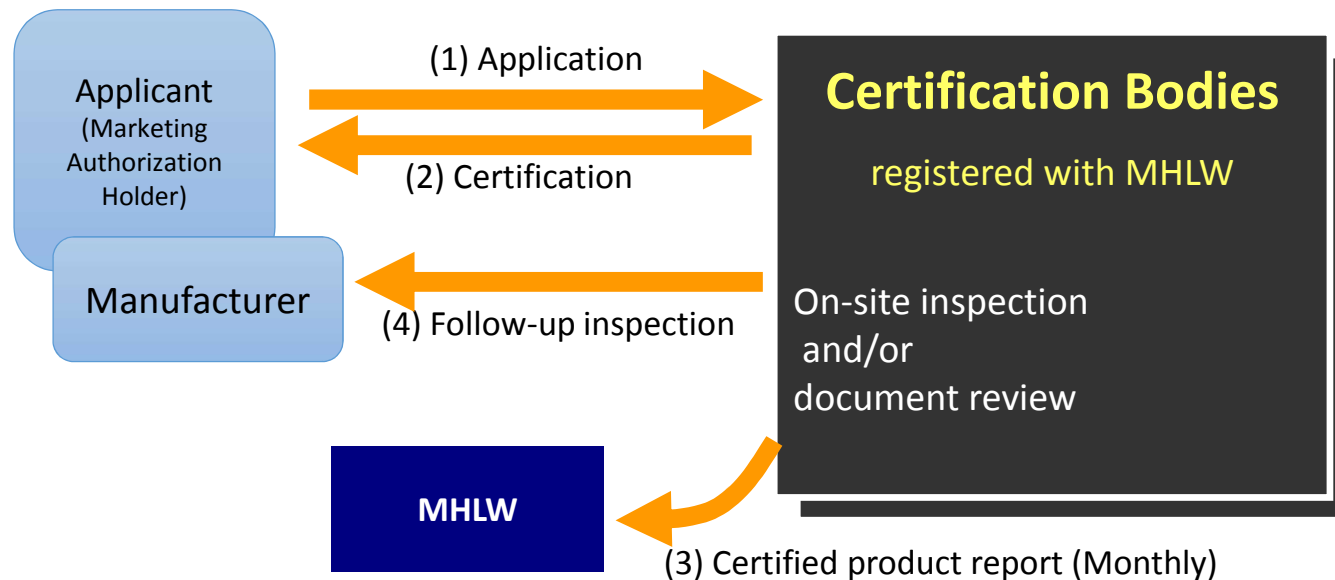 (1) Application
Applicant
(Marketing
Authorization
Holder)
(2) Certification
Certification Bodies
registered with MHLW
Manufacturer
(4) Follow-up inspection
On-site inspection
and/or
document review
MHLW
(3) Certified product report (Monthly)